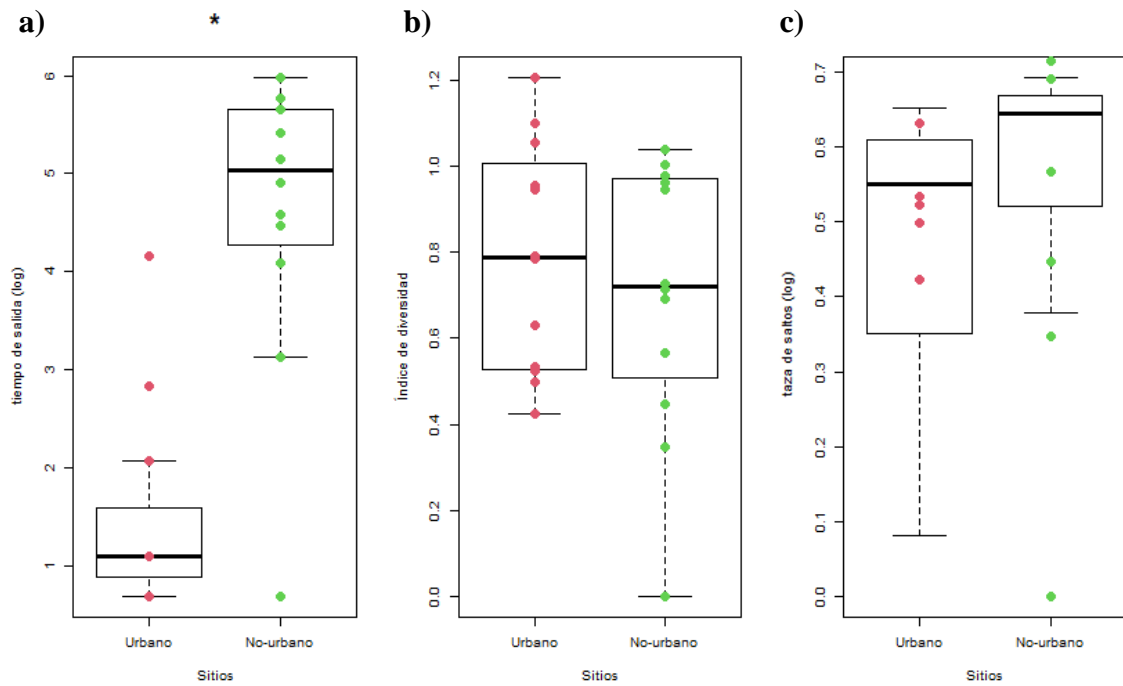 a)
*
tiempo de salida (log)
6
5
4
3
2
1
Urbano
No-urbano
Sitios
b)
Índice de diversidad
1.2
1.0
0.8
0.6
0.4
0.2
0.0
Urbano
No-urbano
Sitios
c)
taza de saltos (log)
0.7
0.6
0.5
0.4
0.3
0.2
0.1
0.0
Urbano
No-urbano
Sitios